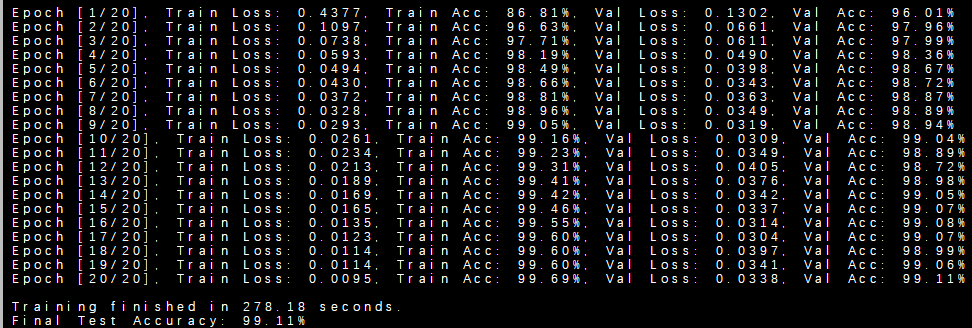 Epoch [1/20], Train Loss: 0.4377, Train Acc: 86.81%, Val Loss: 0.1302, Val Acc: 96.01%
Epoch [2/20], Train Loss: 0.1097, Train Acc: 96.63%, Val Loss: 0.0661, Val Acc: 97.96%
Epoch [3/20], Train Loss: 0.0738, Train Acc: 97.71%, Val Loss: 0.0611, Val Acc: 97.99%
Epoch [4/20], Train Loss: 0.0593, Train Acc: 98.19%, Val Loss: 0.0490, Val Acc: 98.36%
Epoch [5/20], Train Loss: 0.0494, Train Acc: 98.49%, Val Loss: 0.0398, Val Acc: 98.67%
Epoch [6/20], Train Loss: 0.0430, Train Acc: 98.66%, Val Loss: 0.0343, Val Acc: 98.72%
Epoch [7/20], Train Loss: 0.0372, Train Acc: 98.81%, Val Loss: 0.0363, Val Acc: 98.87%
Epoch [8/20], Train Loss: 0.0328, Train Acc: 98.96%, Val Loss: 0.0349, Val Acc: 98.89%
Epoch [9/20], Train Loss: 0.0293, Train Acc: 99.05%, Val Loss: 0.0319, Val Acc: 98.94%
Epoch [10/20], Train Loss: 0.0261, Train Acc: 99.16%, Val Loss: 0.0309, Val Acc: 99.04%
Epoch [11/20], Train Loss: 0.0234, Train Acc: 99.23%, Val Loss: 0.0349, Val Acc: 98.89%
Epoch [12/20], Train Loss: 0.0213, Train Acc: 99.31%, Val Loss: 0.0405, Val Acc: 98.72%
Epoch [13/20], Train Loss: 0.0189, Train Acc: 99.41%, Val Loss: 0.0376, Val Acc: 98.98%
Epoch [14/20], Train Loss: 0.0169, Train Acc: 99.42%, Val Loss: 0.0342, Val Acc: 99.05%
Epoch [15/20], Train Loss: 0.0165, Train Acc: 99.46%, Val Loss: 0.0337, Val Acc: 99.07%
Epoch [16/20], Train Loss: 0.0135, Train Acc: 99.55%, Val Loss: 0.0314, Val Acc: 99.08%
Epoch [17/20], Train Loss: 0.0123, Train Acc: 99.60%, Val Loss: 0.0304, Val Acc: 99.07%
Epoch [18/20], Train Loss: 0.0114, Train Acc: 99.60%, Val Loss: 0.0397, Val Acc: 98.99%
Epoch [19/20], Train Loss: 0.0114, Train Acc: 99.60%, Val Loss: 0.0341, Val Acc: 99.06%
Epoch [20/20], Train Loss: 0.0095, Train Acc: 99.69%, Val Loss: 0.0338, Val Acc: 99.11%
Training finished in 278.18 seconds.
Final Test Accuracy: 99.11%